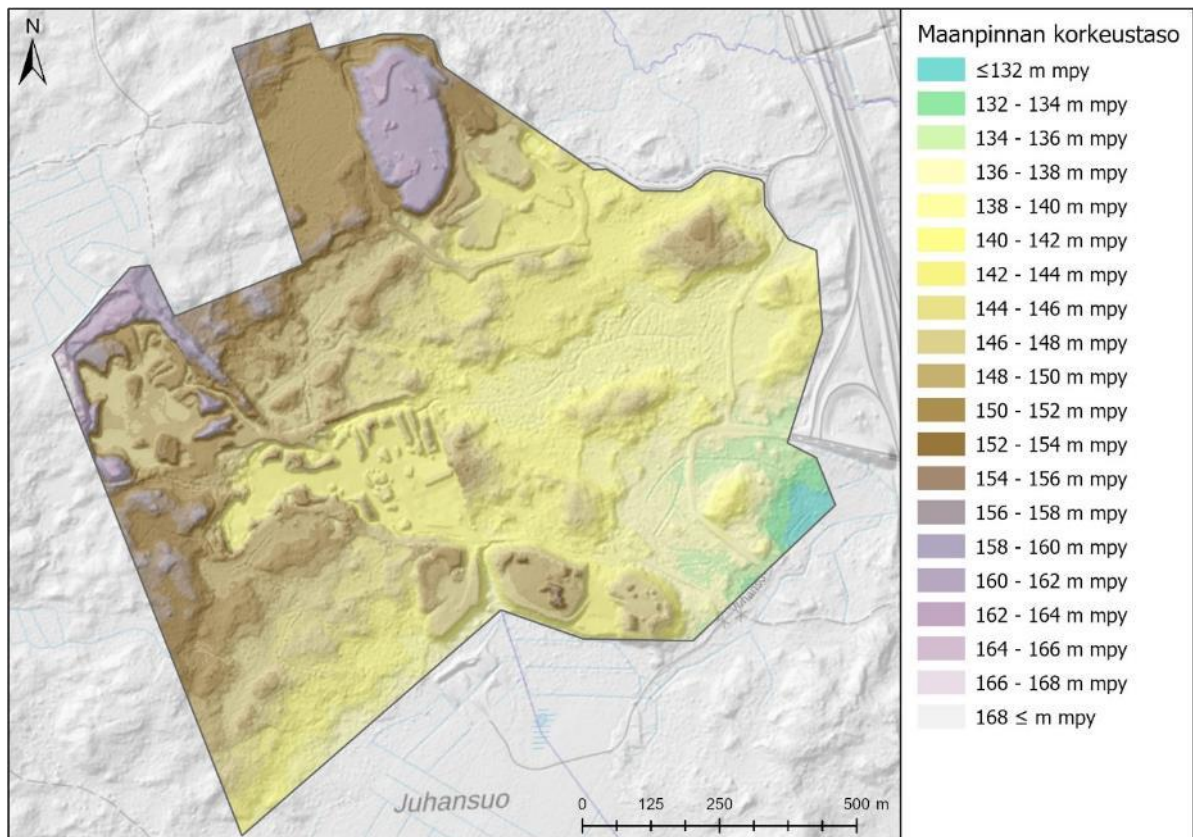 N
Maanpinnan korkeustaso
≤132 m mpy
132 - 134 m mpy
134 - 136 m mpy
136 - 138 m mpy
138 - 140 m mpy
140 - 142 m mpy
142 - 144 m mpy
144 - 146 m mpy
146 - 148 m mpy
148 - 150 m mpy
150 - 152 m mpy
152 - 154 m mpy
154 - 156 m mpy
156 - 158 m mpy
158 - 160 m mpy
160 - 162 m mpy
162 - 164 m mpy
164 - 166 m mpy
166 - 168 m mpy
168 ≤ m mpy
Juhansuo
0 125 250 500 m